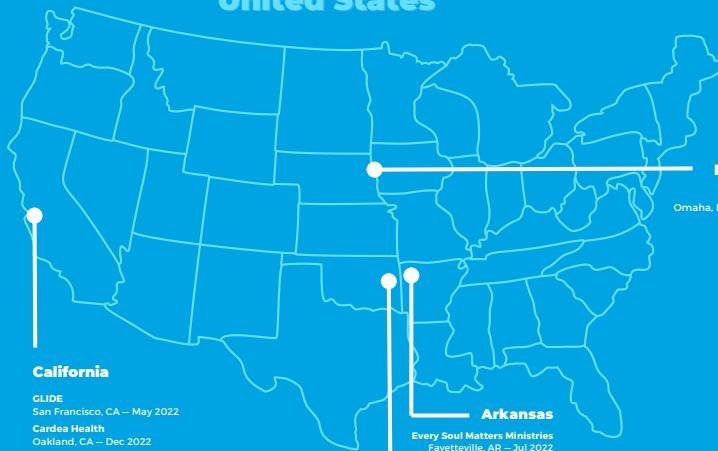 United States
California
GLIDE
San Francisco, CA — May 2022
Cardea Health
Oakland, CA — Dec 2022
Omaha,
Arkansas
Every Soul Matters Ministries
Fayetteville, AR — Jul 2022